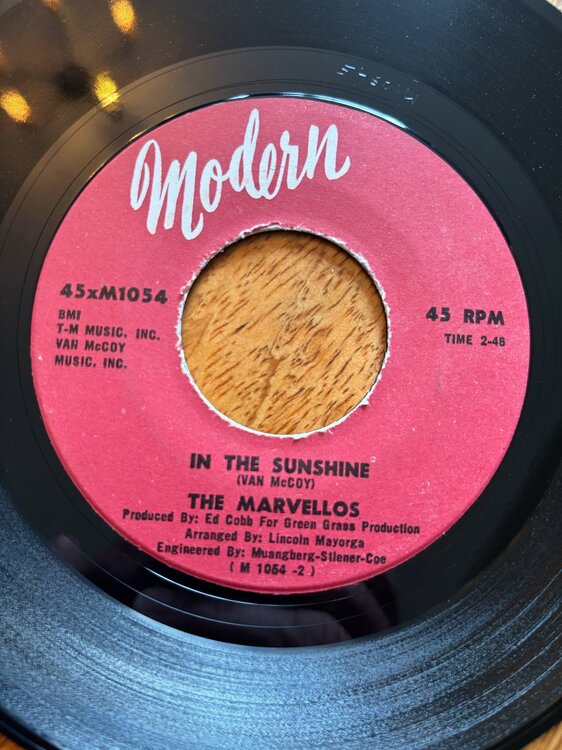 Modern
45xM1054
BMI
T-M MUSIC, INC.
VAN McCOY
MUSIC, INC.
45 RPM
TIME 2-46
IN THE SUNSHINE
(VAN McCOY)
THE MARVELLOS
Produced By: Ed Cobb For Green Grass Production
Arranged By: Lincoln Mayorga
Engineered By: Muangberg-Stiener-Coe
( M 1054 -2 )